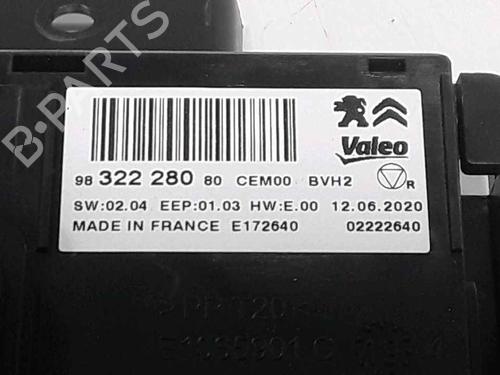 B-PARTS
Valeo
98 322 280 80 CEM00 BVH2
R
SW:02.04 EEP:01.03 HW:E.00 12.06.2020
MADE IN FRANCE E172640 02222640